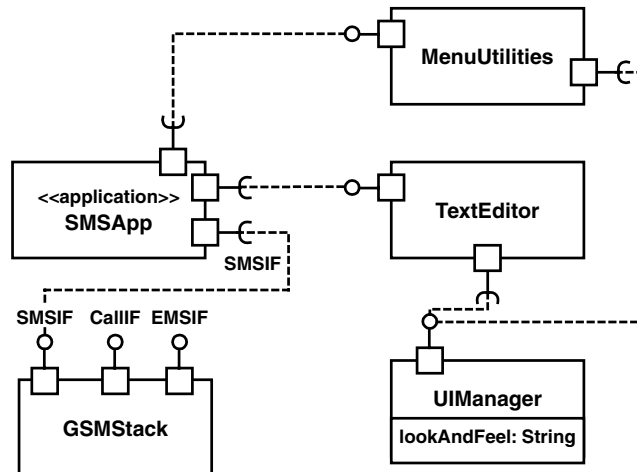 MenuUtilities
<<application>>
SMSApp
TextEditor
SMSIF
SMSIF CallIF EMSIF
GSMStack
UIManager
lookAndFeel: String